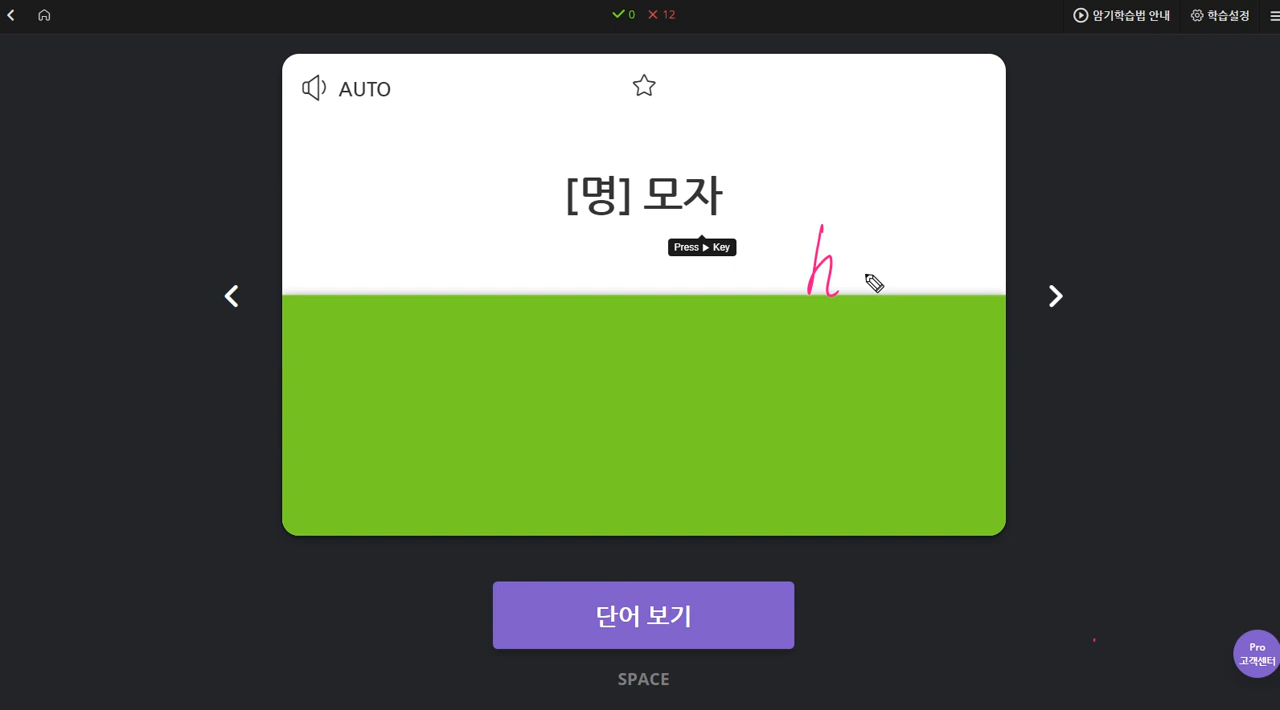 0 12 암기학습법 안내 학습설정
AUTO
[명] 모자
Press ▶ Key
h
단어 보기
SPACE
Pro
고객센터